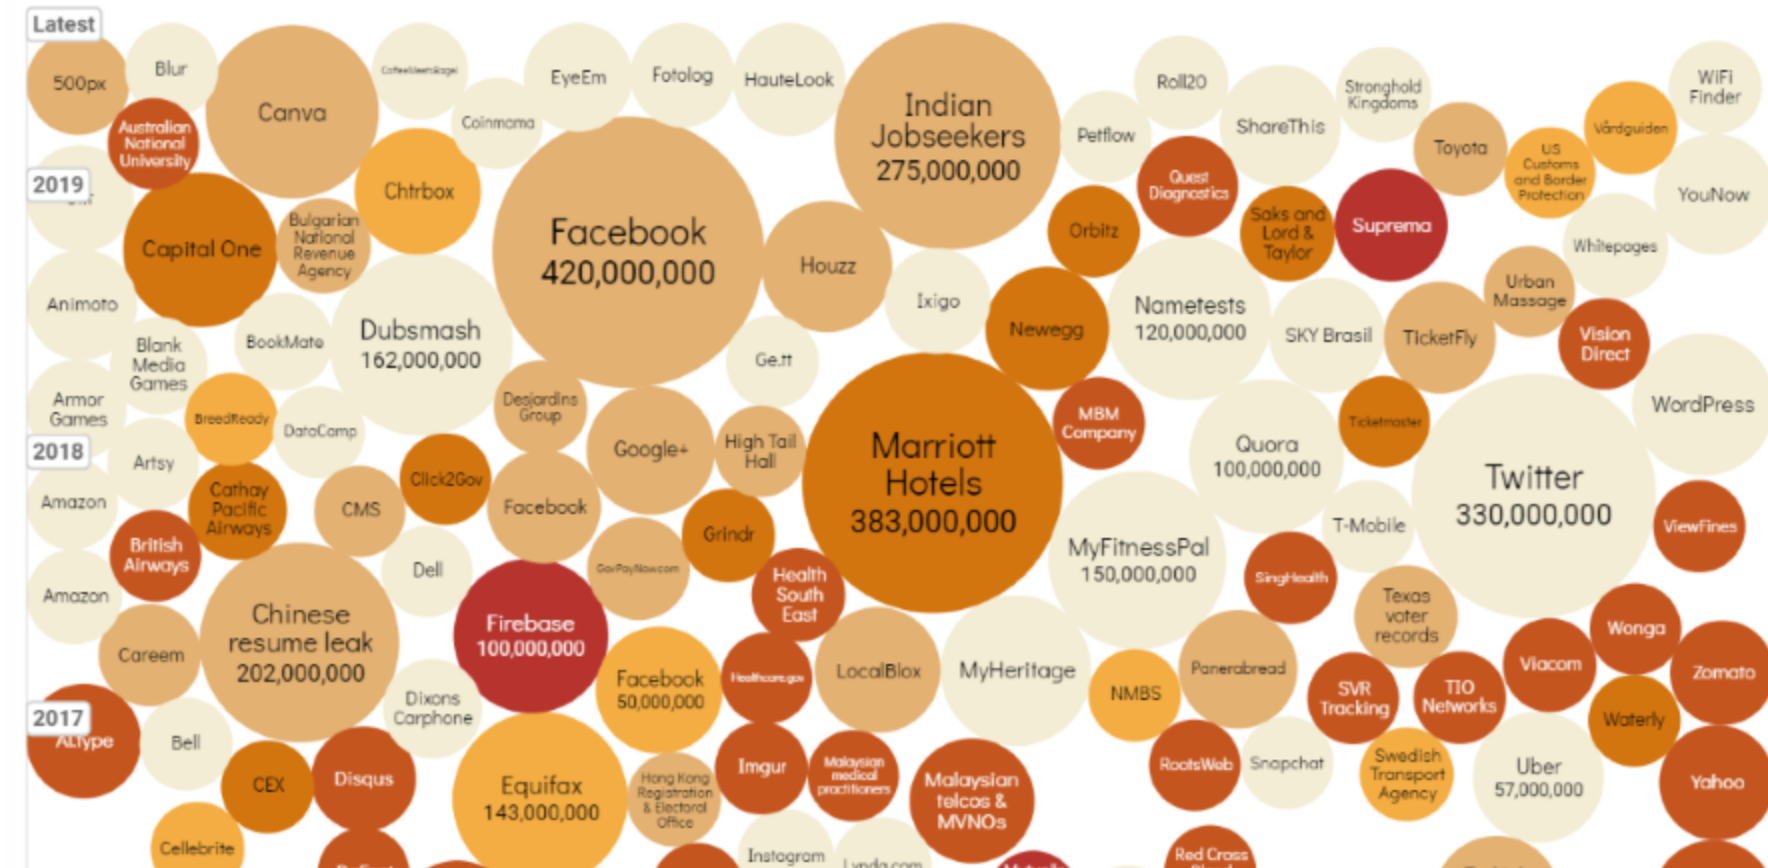 Latest
500px
Blur
Canva
CoffeeMeetsBagel
Coinmama
EyeEm
Fotolog
HauteLook
Indian
Jobseekers
275,000,000
Petflow
Roll20
ShareThis
Stronghold
Kingdoms
Toyota
US
Customs
and Border
Protection
Vårdguiden
WiFi
Finder
Australian
National
University
2019
Capital One
Bulgarian
National
Revenue
Agency
Chtrbox
Facebook
420,000,000
Houzz
Ixigo
Orbitz
Quest
Diagnostics
Saks and
Lord &
Taylor
Suprema
Whitepages
YouNow
Animoto
Blank
Media
Games
BookMate
Dubsmash
162,000,000
Ge.tt
Newegg
Nametests
120,000,000
SKY Brasil
TicketFly
Urban
Massage
Vision
Direct
WordPress
Armor
Games
BreedReady
DataCamp
Desjardins
Group
Google+
High Tail
Hall
Marriott
Hotels
383,000,000
MBM
Company
Quora
100,000,000
Ticketmaster
Twitter
330,000,000
2018
Artsy
Amazon
Cathay
Pacific
Airways
CMS
Click2Gov
Facebook
Grindr
T-Mobile
ViewFines
British
Airways
Dell
GovPayNow.com
Health
South
East
MyFitnessPal
150,000,000
SingHealth
Texas
voter
records
Amazon
Careem
Chinese
resume leak
202,000,000
Firebase
100,000,000
Facebook
50,000,000
Healthcare.gov
LocalBlox
MyHeritage
NMBS
Panerabread
SVR
Tracking
TIO
Networks
Viacom
Wonga
Zomato
2017
Ai.type
Bell
Dixons
Carphone
CEX
Disqus
Equifax
143,000,000
Hong Kong
Registration
& Electoral
Office
Imgur
Malaysian
medical
practitioners
Malaysian
telcos &
MVNOs
RootsWeb
Snapchat
Swedish
Transport
Agency
Uber
57,000,000
Waterly
Yahoo
Cellebrite
Instagram
Lynda.com
Red Cross